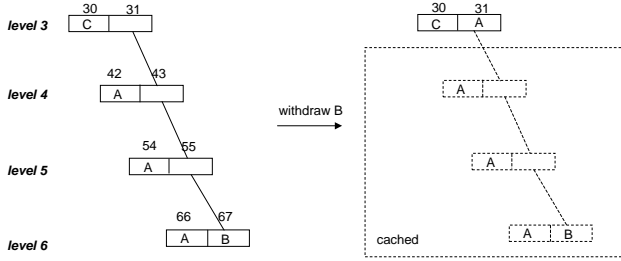 30 31
level 3 C
42 43
level 4 A
54 55
level 5 A
66 67
level 6 A B
withdraw B
30 31
C A
A
A
A B
cached